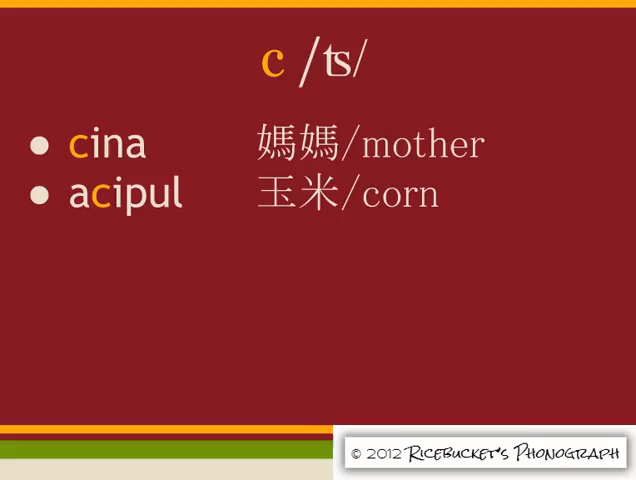 c /ʦ/
● cina 媽媽/mother
● acipul 玉米/corn
© 2012 Ricebucket's Phonograph